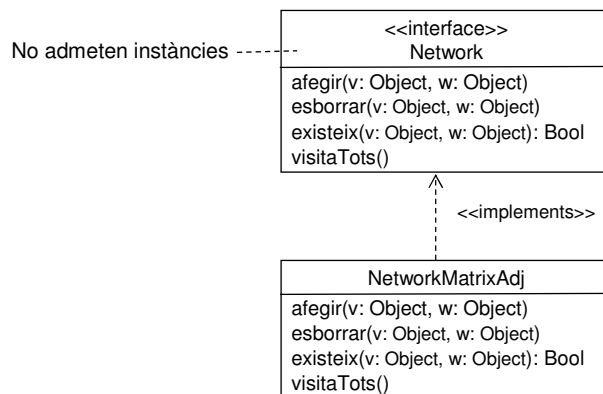 <<interface>>
Network
No admeten instàncies
afegir(v: Object, w: Object)
esborrar(v: Object, w: Object)
existeix(v: Object, w: Object): Bool
visitaTots()
<<implements>>
NetworkMatrixAdj
afegir(v: Object, w: Object)
esborrar(v: Object, w: Object)
existeix(v: Object, w: Object): Bool
visitaTots()